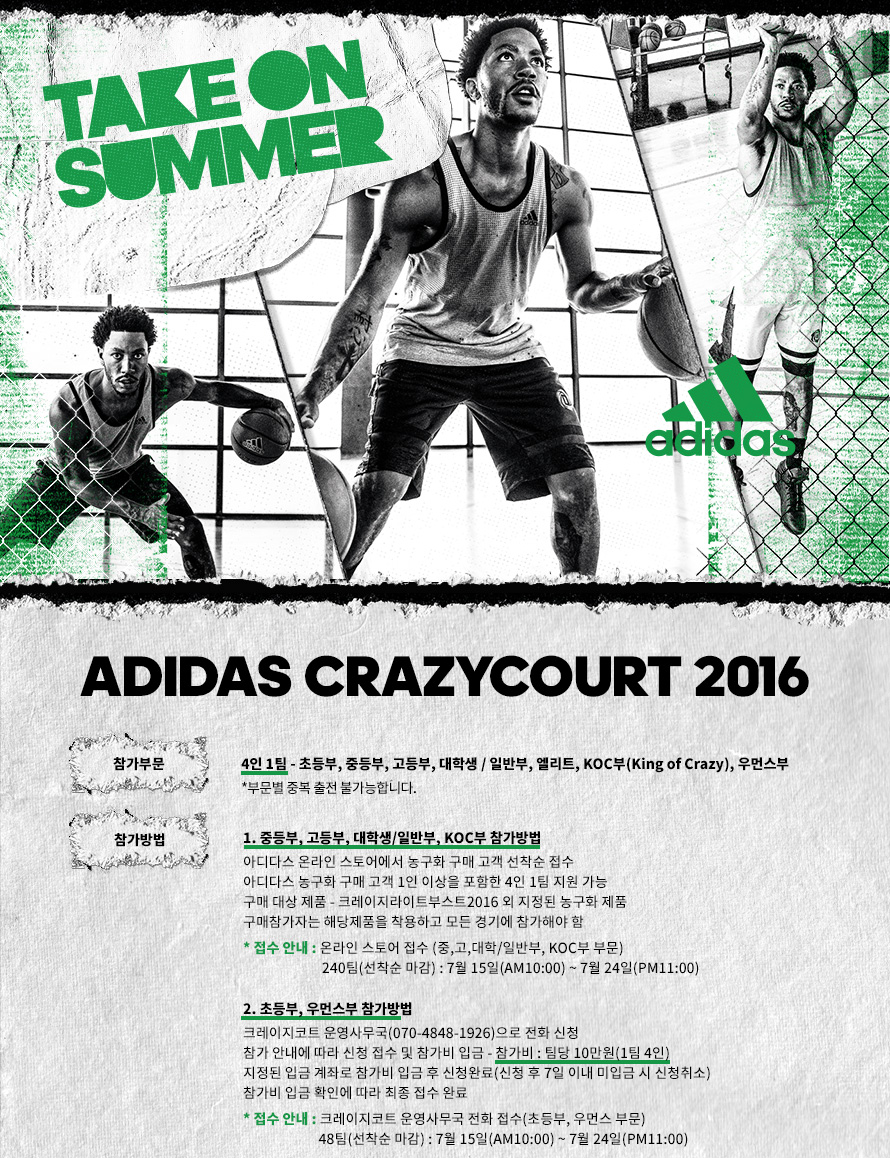 TAKE ON
SUMMER
adidas
adidas
ADIDAS CRAZYCOURT 2016
참가부문
4인 1팀 - 초등부, 중등부, 고등부, 대학생 / 일반부, 엘리트, KOC부(King of Crazy), 우먼스부
*부문별 중복 출전 불가능합니다.
참가방법
1. 중등부, 고등부, 대학생/일반부, KOC부 참가방법
아디다스 온라인 스토어에서 농구화 구매 고객 선착순 접수
아디다스 농구화 구매 고객 1인 이상을 포함한 4인 1팀 지원 가능
구매 대상 제품 - 크레이지라이트부스트2016 외 지정된 농구화 제품
구매참가자는 해당제품을 착용하고 모든 경기에 참가해야 함
* 접수 안내 : 온라인 스토어 접수 (중,고,대학/일반부, KOC부 부문)
240팀(선착순 마감) : 7월 15일(AM10:00) ~ 7월 24일(PM11:00)
2. 초등부, 우먼스부 참가방법
크레이지코트 운영사무국(070-4848-1926)으로 전화 신청
참가 안내에 따라 신청 접수 및 참가비 입금 - 참가비 : 팀당 10만원(1팀 4인)
지정된 입금 계좌로 참가비 입금 후 신청완료(신청 후 7일 이내 미입금 시 신청취소)
참가비 입금 확인에 따라 최종 접수 완료
* 접수 안내 : 크레이지코트 운영사무국 전화 접수(초등부, 우먼스 부문)
48팀(선착순 마감) : 7월 15일(AM10:00) ~ 7월 24일(PM11:00)